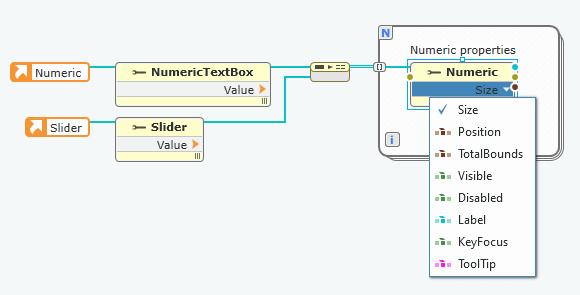 N
Numeric properties
Numeric
NumericTextBox
Value
Numeric
Size
Slider
Slider
Value
i
Size
Position
TotalBounds
Visible
Disabled
Label
KeyFocus
ToolTip